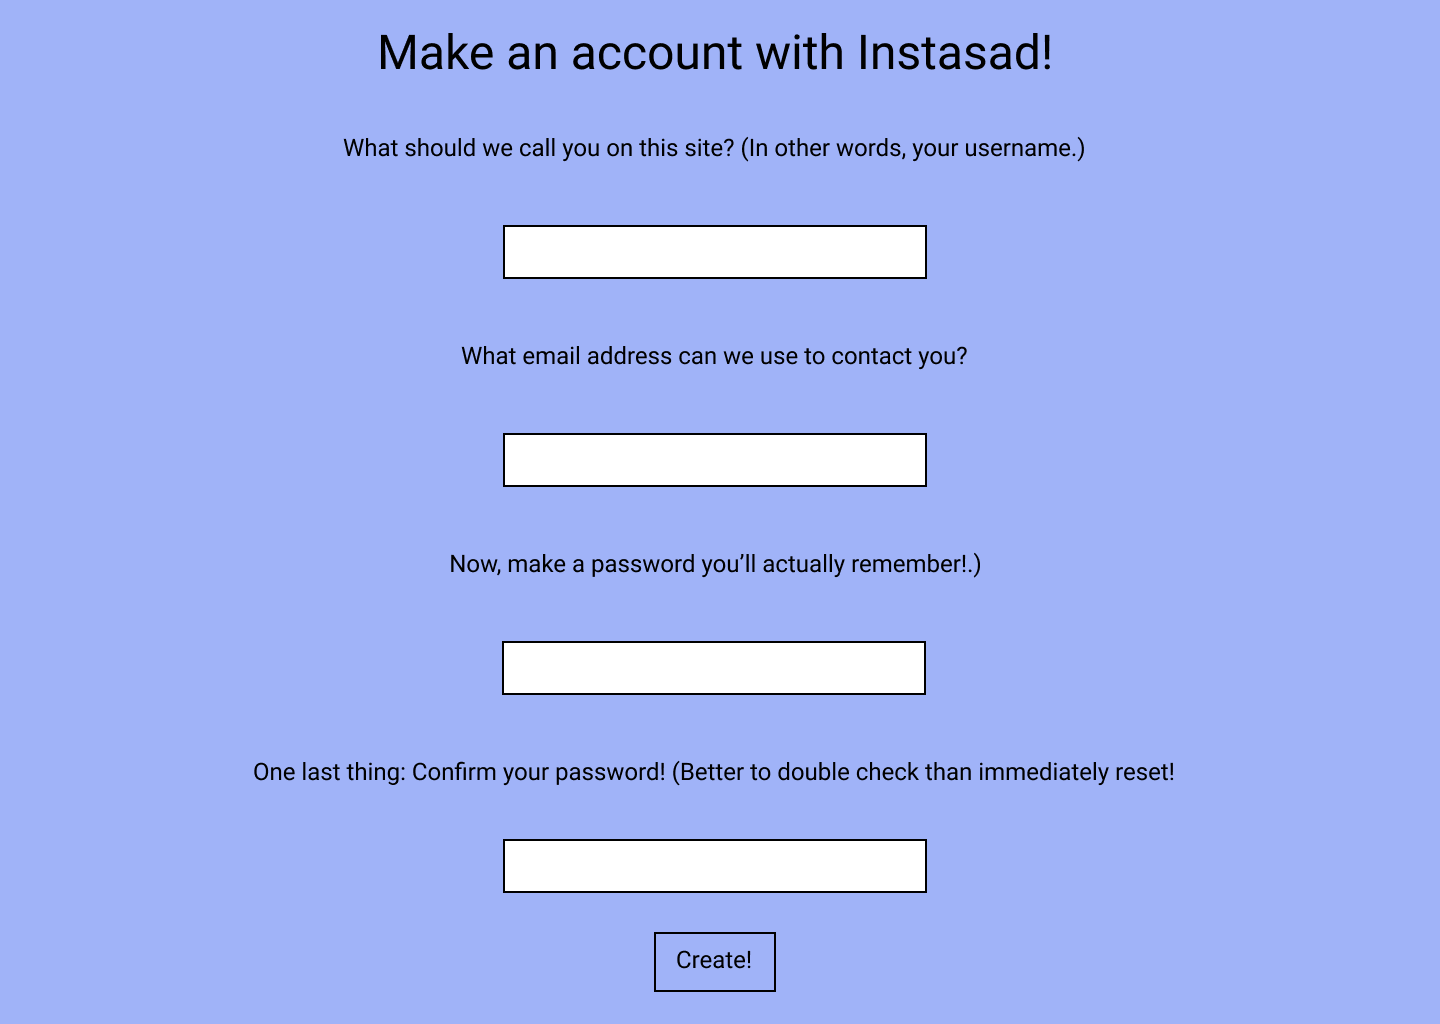 Make an account with Instasad!
What should we call you on this site? (In other words, your username.)
What email address can we use to contact you?
Now, make a password you’ll actually remember!.)
One last thing: Confirm your password! (Better to double check than immediately reset!
Create!